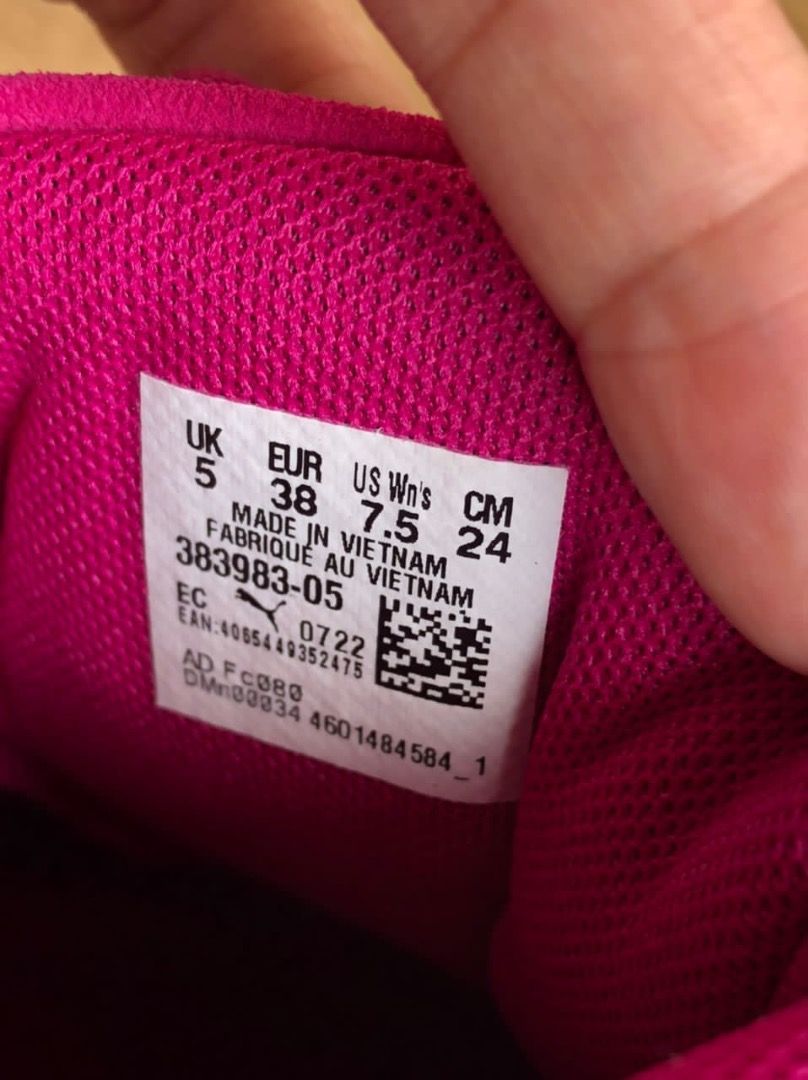 UK EUR US Wn's CM
5 38 7.5 24
MADE IN VIETNAM
FABRIQUÉ AU VIETNAM
383983-05
EC 0722
EAN:4065449352475
AD Fc080
DMn00034 4601484584_1